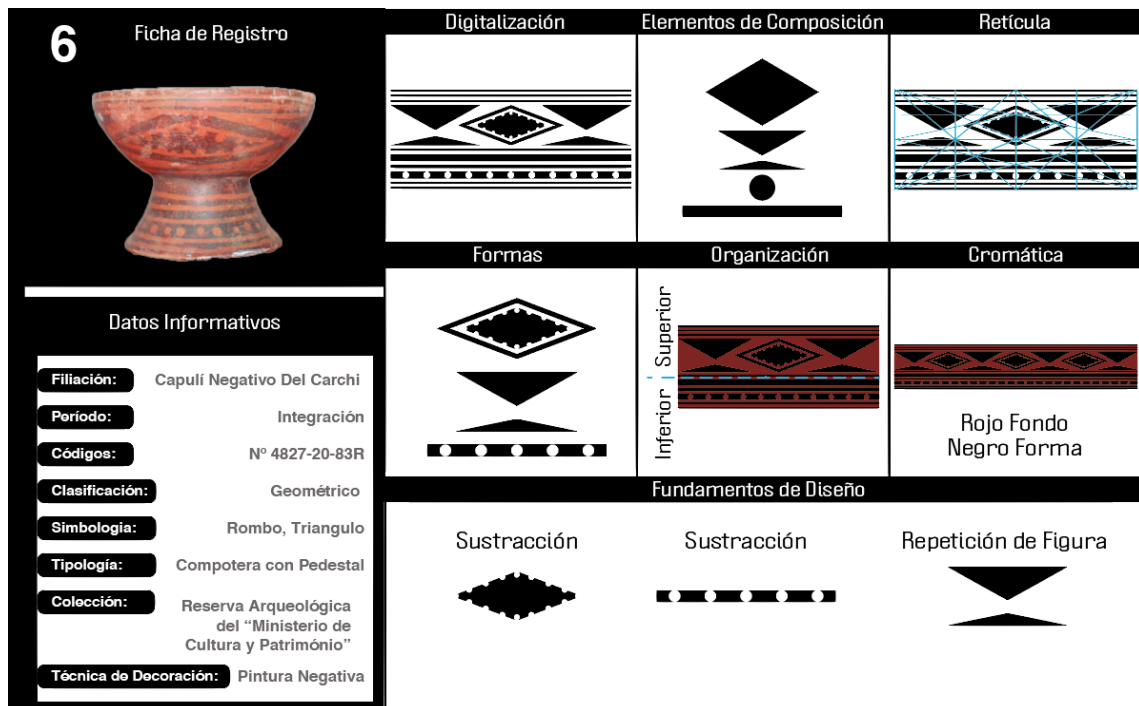 6
Ficha de Registro
Datos Informativos
Filiación: Capulí Negativo Del Carchi
Período: Integración
Códigos: Nº 4827-20-83R
Clasificación: Geométrico
Simbologia: Rombo, Triangulo
Tipología: Compotera con Pedestal
Colección: Reserva Arqueológica
del “Ministerio de
Cultura y Património”
Técnica de Decoración: Pintura Negativa
Digitalización
Elementos de Composición
Retícula
Formas
Organización
Superior
Inferior
Cromática
Rojo Fondo
Negro Forma
Fundamentos de Diseño
Sustracción
Sustracción
Repetición de Figura